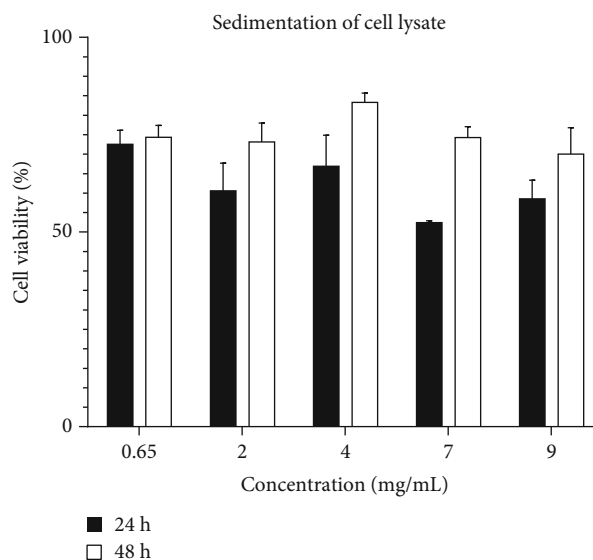 Sedimentation of cell lysate
100
50
0
Cell viability (%)
0.65 2 4 7 9
Concentration (mg/mL)
24 h
48 h